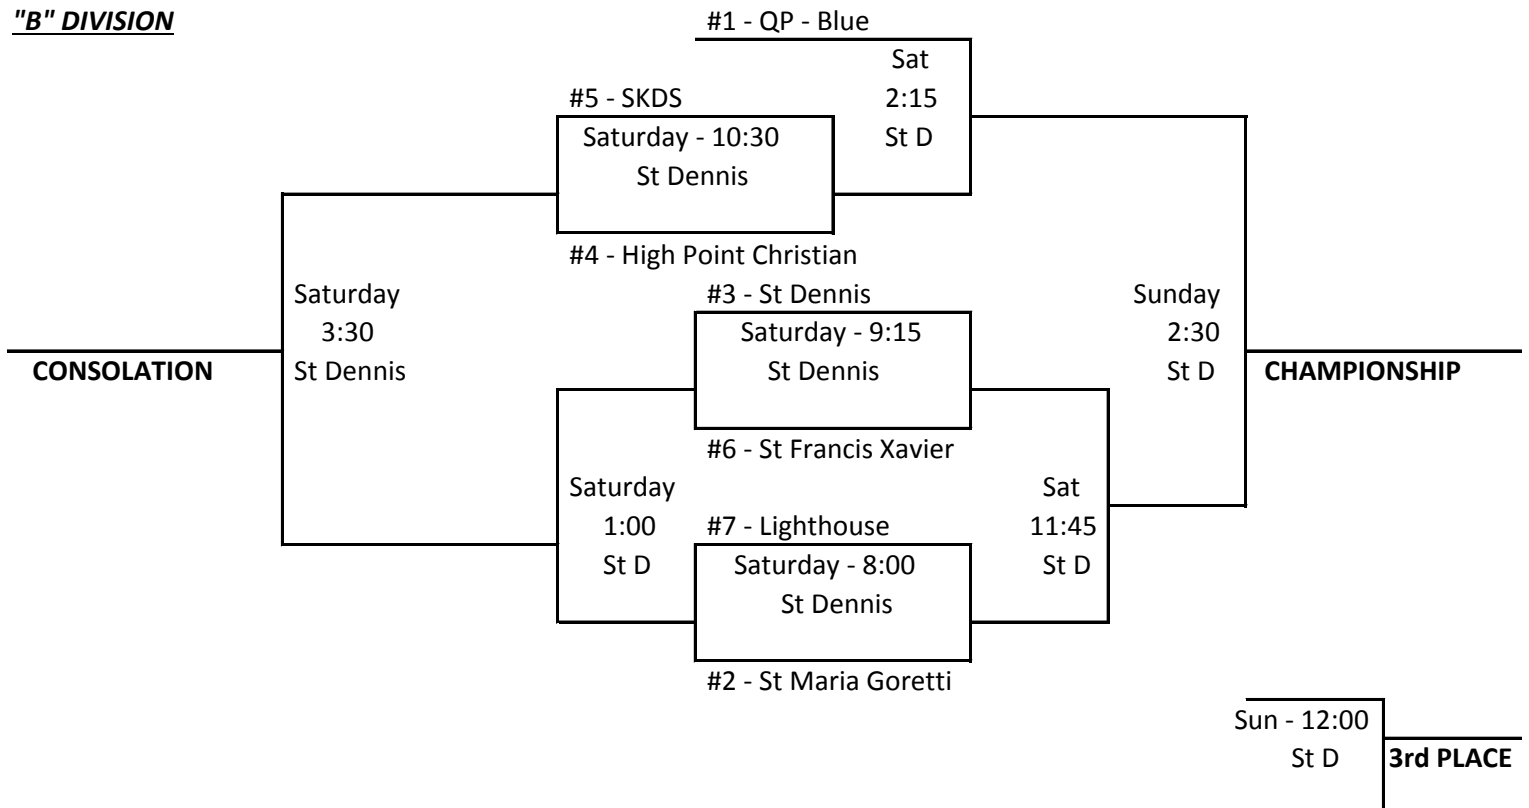 "B" DIVISION
#1 - QP - Blue
Sat
2:15
St D
#5 - SKDS
Saturday - 10:30
St Dennis
#4 - High Point Christian
Saturday
3:30
St Dennis
CONSOLATION
#3 - St Dennis
Saturday - 9:15
St Dennis
#6 - St Francis Xavier
Sunday
2:30
St D
CHAMPIONSHIP
Saturday
1:00
St D
#7 - Lighthouse
Saturday - 8:00
St Dennis
#2 - St Maria Goretti
Sat
11:45
St D
Sun - 12:00
St D
3rd PLACE